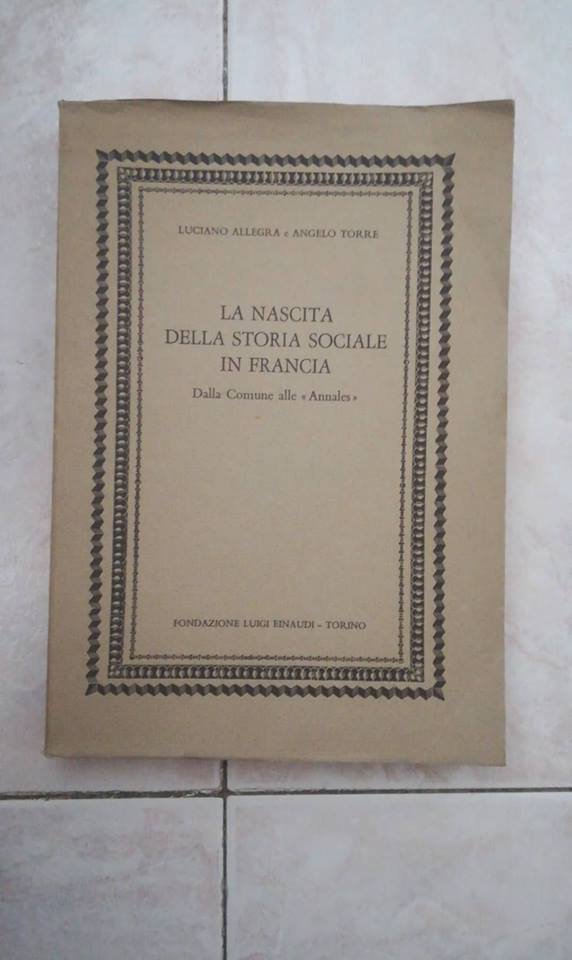 LUCIANO ALLEGRA e ANGELO TORRE
LA NASCITA
DELLA STORIA SOCIALE
IN FRANCIA
Dalla Comune alle « Annales »
FONDAZIONE LUIGI EINAUDI - TORINO